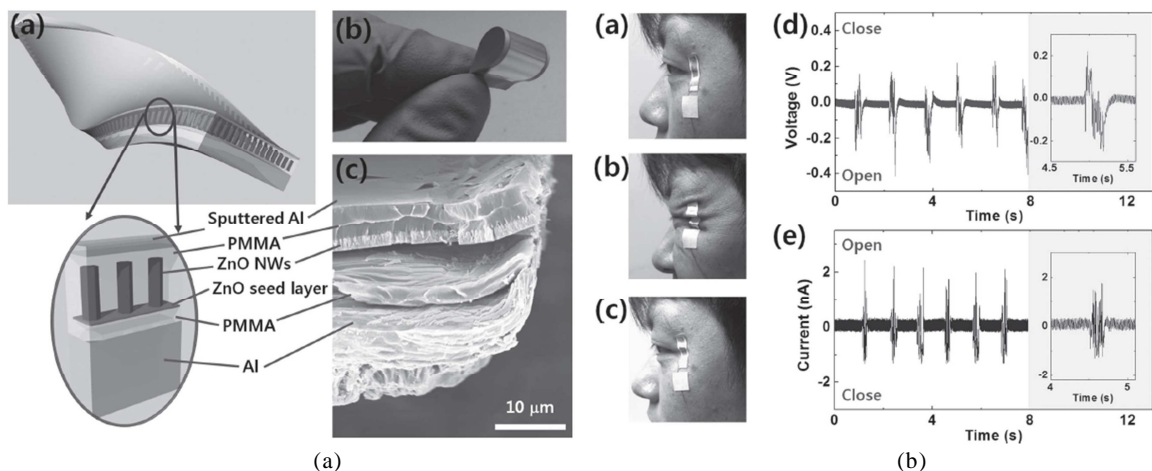 (a)
(b)
(c)
Sputtered Al
PMMA
ZnO NWs
ZnO seed layer
PMMA
Al
10 μm
(a)
(a)
(b)
(c)
(d)
Close
Open
Voltage (V)
0.4
0.2
0.0
-0.2
-0.4
0 4 8 12
Time (s)
0.2
0.0
-0.2
4.5 5.5
Time (s)
(e)
Open
Close
Current (nA)
2
0
-2
0 4 8 12
Time (s)
2
0
-2
4 5
Time (s)
(b)